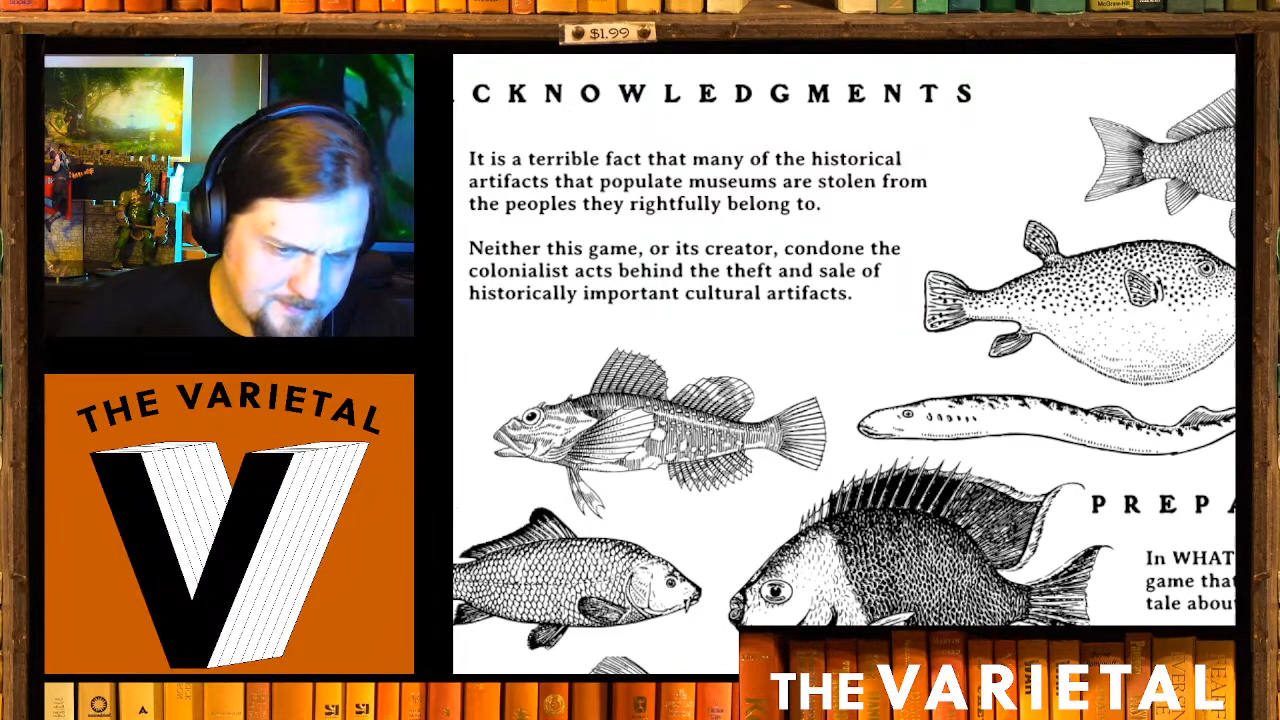 McGraw-Hill
$1.99
CKNOWLEDGMENTS
It is a terrible fact that many of the historical
artifacts that populate museums are stolen from
the peoples they rightfully belong to.
Neither this game, or its creator, condone the
colonialist acts behind the theft and sale of
historically important cultural artifacts.
THE VARIETAL
PREPA
In WHAT
game that
tale about
THE VARIETAL